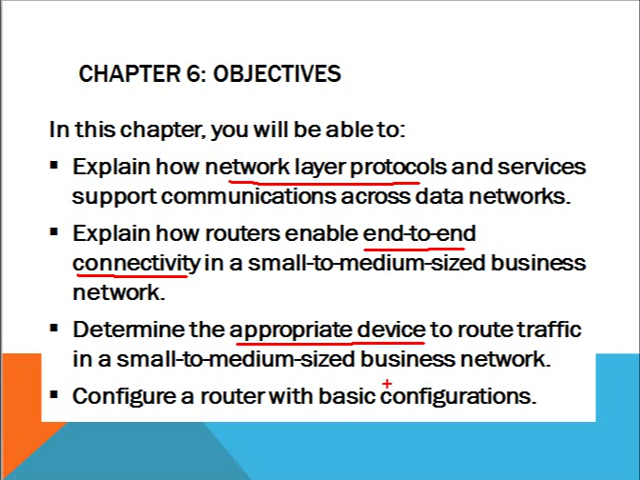 CHAPTER 6: OBJECTIVES
In this chapter, you will be able to:
▪ Explain how network layer protocols and services
support communications across data networks.
▪ Explain how routers enable end-to-end
connectivity in a small-to-medium-sized business
network.
▪ Determine the appropriate device to route traffic
in a small-to-medium-sized business network.
▪ Configure a router with basic configurations.